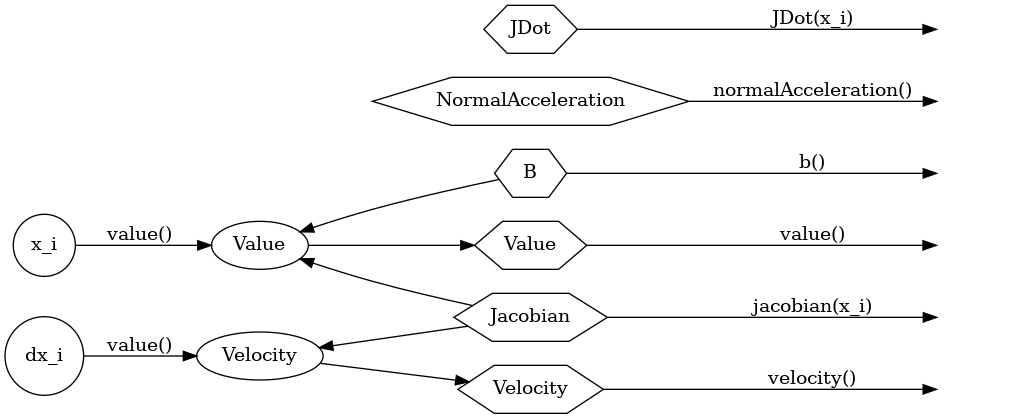 JDot
JDot(x_i)
NormalAcceleration
normalAcceleration()
B
b()
x_i
value()
Value
Value
value()
Jacobian
jacobian(x_i)
dx_i
value()
Velocity
Velocity
velocity()